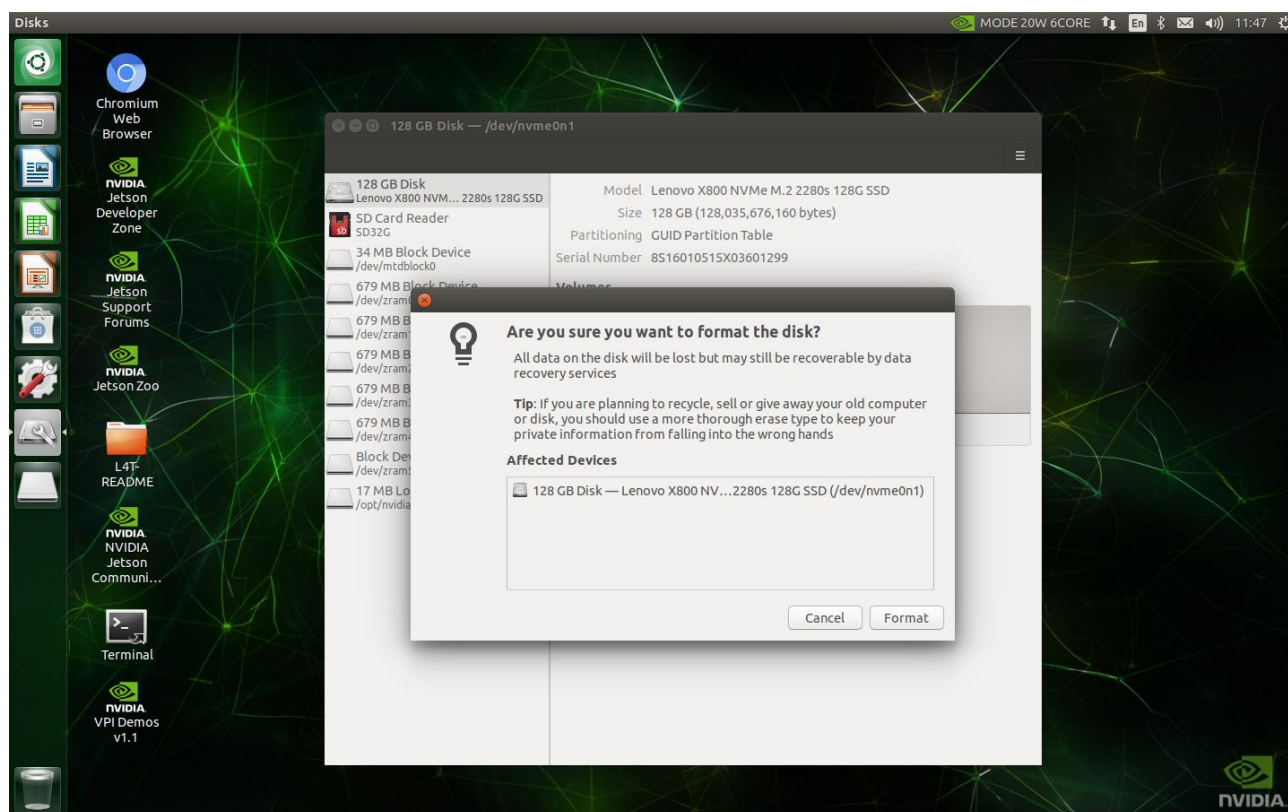 Disks
MODE 20W 6CORE
En
11:47
Chromium
Web
Browser
NVIDIA.
Jetson
Developer
Zone
NVIDIA.
Jetson
Support
Forums
NVIDIA.
Jetson Zoo
L4T-
README
NVIDIA.
NVIDIA
Jetson
Communi...
>_
Terminal
NVIDIA.
VPI Demos
v1.1
128 GB Disk — /dev/nvme0n1
128 GB Disk
Lenovo X800 NVM... 2280s 128G SSD
SD
SD Card Reader
SD32G
34 MB Block Device
/dev/mtdblock0
679 MB Block Device
/dev/zram
679 MB B
/dev/zram
679 MB B
/dev/zram
679 MB B
/dev/zram
679 MB B
/dev/zram
Block Dev
/dev/zram
17 MB Lo
/opt/nvidia
Model Lenovo X800 NVMe M.2 2280s 128G SSD
Size 128 GB (128,035,676,160 bytes)
Partitioning GUID Partition Table
Serial Number 8S16010515X03601299
Volumes
Are you sure you want to format the disk?
All data on the disk will be lost but may still be recoverable by data
recovery services
Tip: If you are planning to recycle, sell or give away your old computer
or disk, you should use a more thorough erase type to keep your
private information from falling into the wrong hands
Affected Devices
128 GB Disk — Lenovo X800 NV...2280s 128G SSD (/dev/nvme0n1)
Cancel
Format
NVIDIA